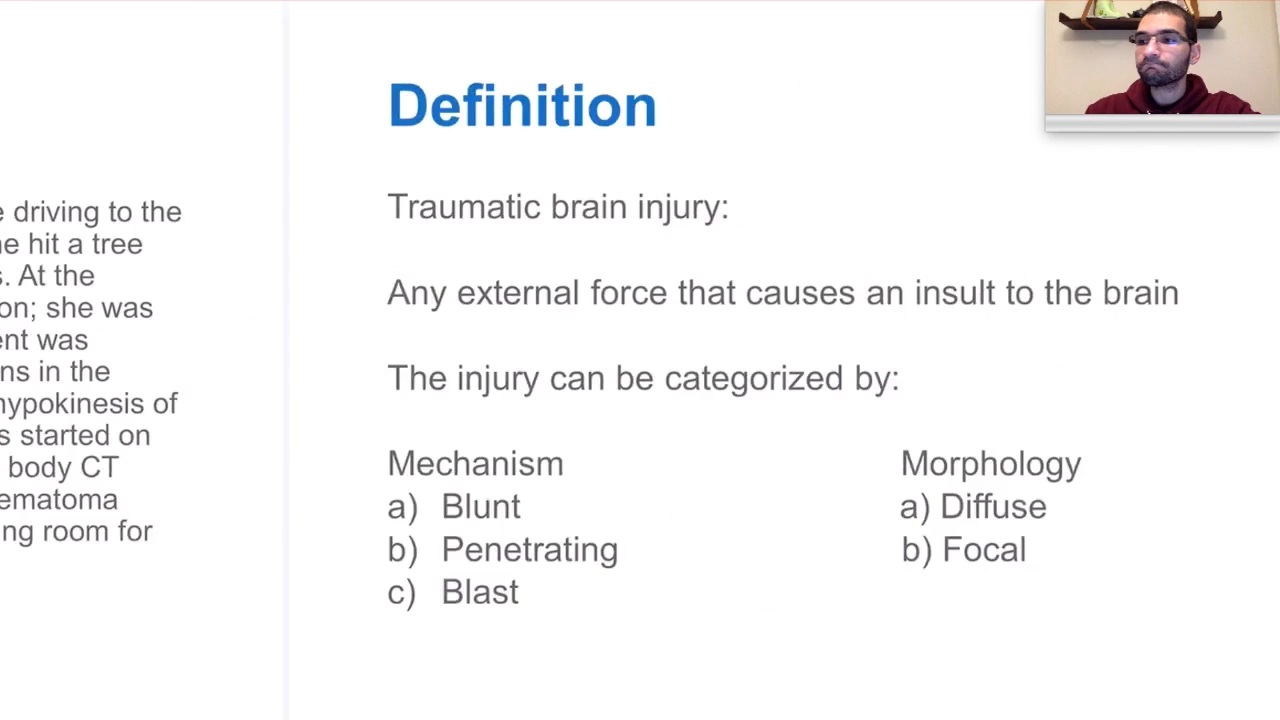 driving to the
hit a tree
At the
she was
was
in the
of
started on
body CT
room for
Definition
Traumatic brain injury:
Any external force that causes an insult to the brain
The injury can be categorized by:
Mechanism
a) Blunt
b) Penetrating
c) Blast
Morphology
a) Diffuse
b) Focal